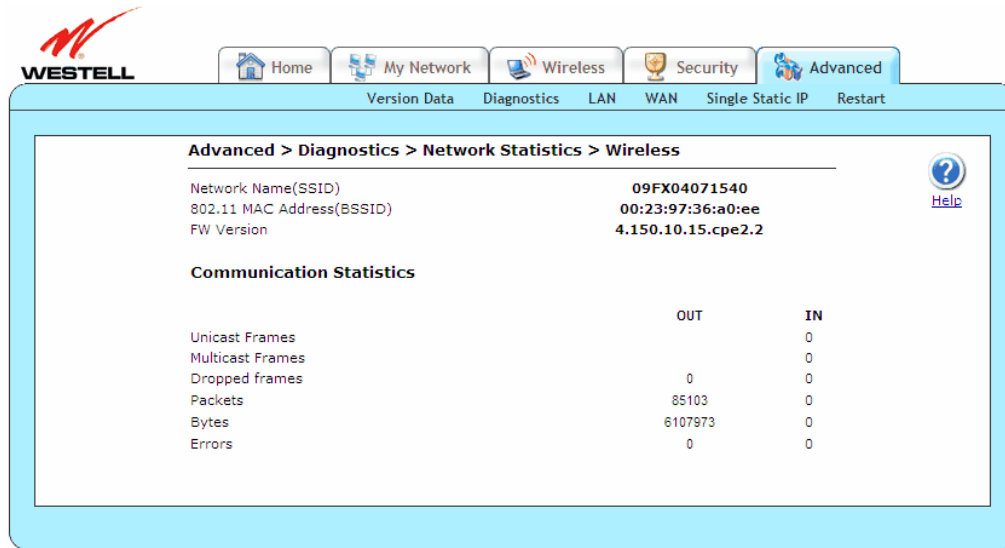 WESTELL
Home My Network Wireless Security Advanced
Version Data Diagnostics LAN WAN Single Static IP Restart
Advanced > Diagnostics > Network Statistics > Wireless
Help
Network Name(SSID) 09FX04071540
802.11 MAC Address(BSSID) 00:23:97:36:a0:ee
FW Version 4.150.10.15.cpe2.2
Communication Statistics
OUT IN
Unicast Frames 0
Multicast Frames 0
Dropped frames 0 0
Packets 85103 0
Bytes 6107973 0
Errors 0 0